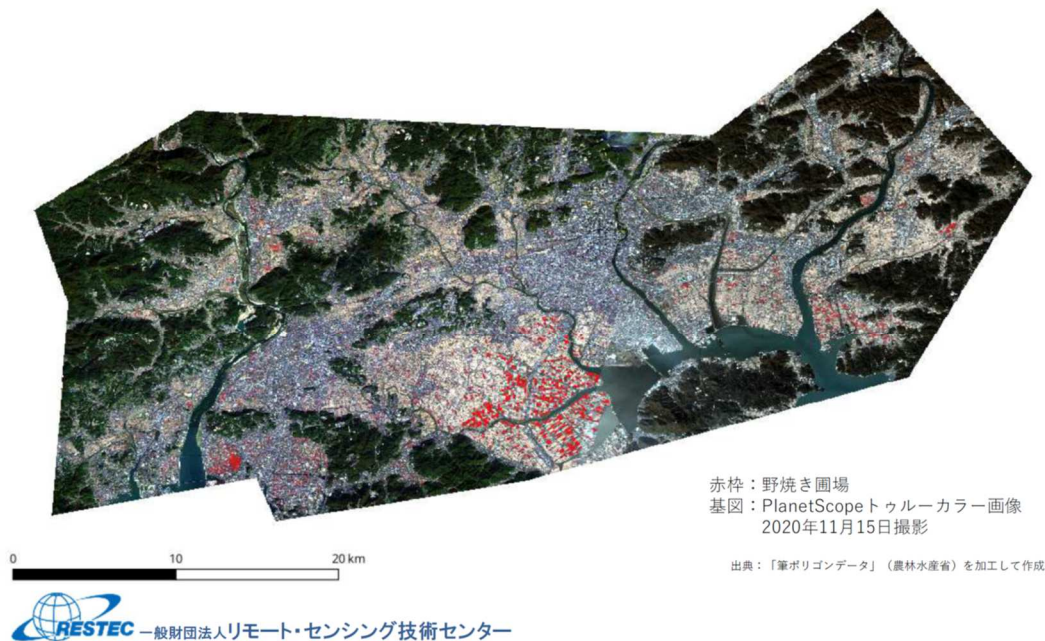 赤枠：野焼き圃場
基図：PlanetScopeトゥルーカラー画像
2020年11月15日撮影
出典：「筆ポリゴンデータ」（農林水産省）を加工して作成
0 10 20 km
RESTEC 一般財団法人リモート・センシング技術センター